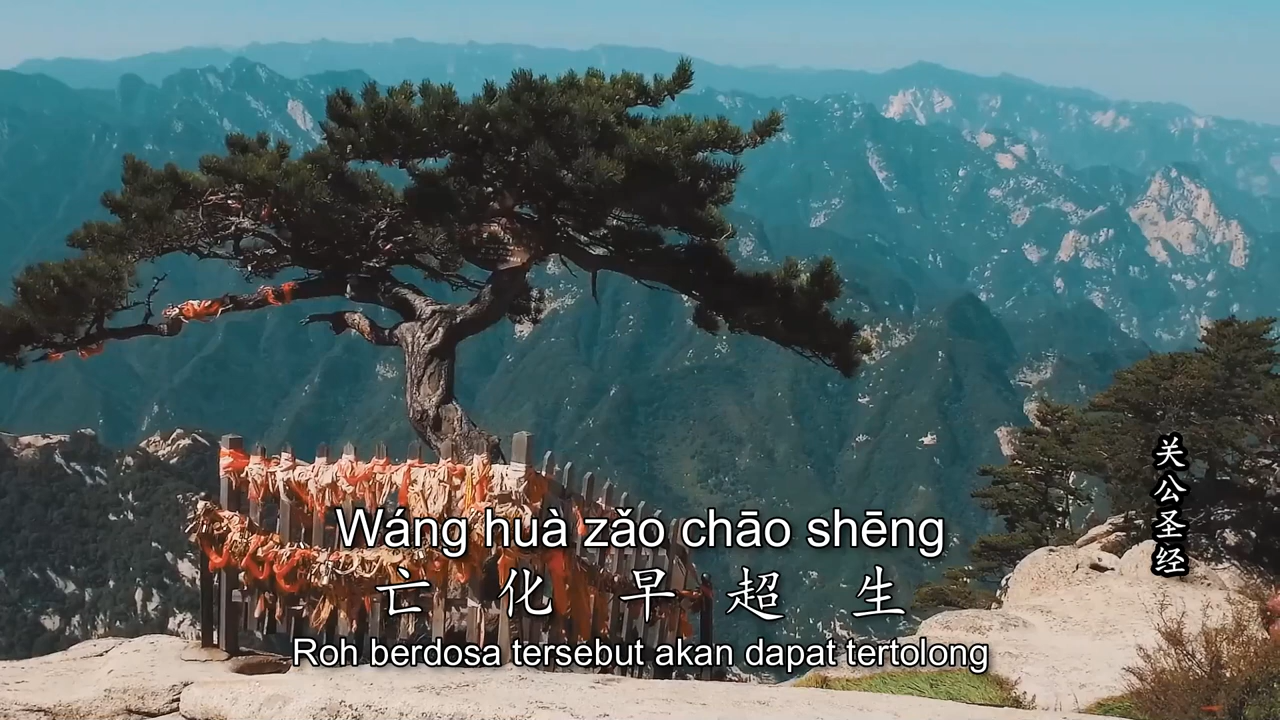 Wáng huà zǎo chāo shēng
亡化早超生
Roh berdosa tersebut akan dapat tertolong
关公圣经